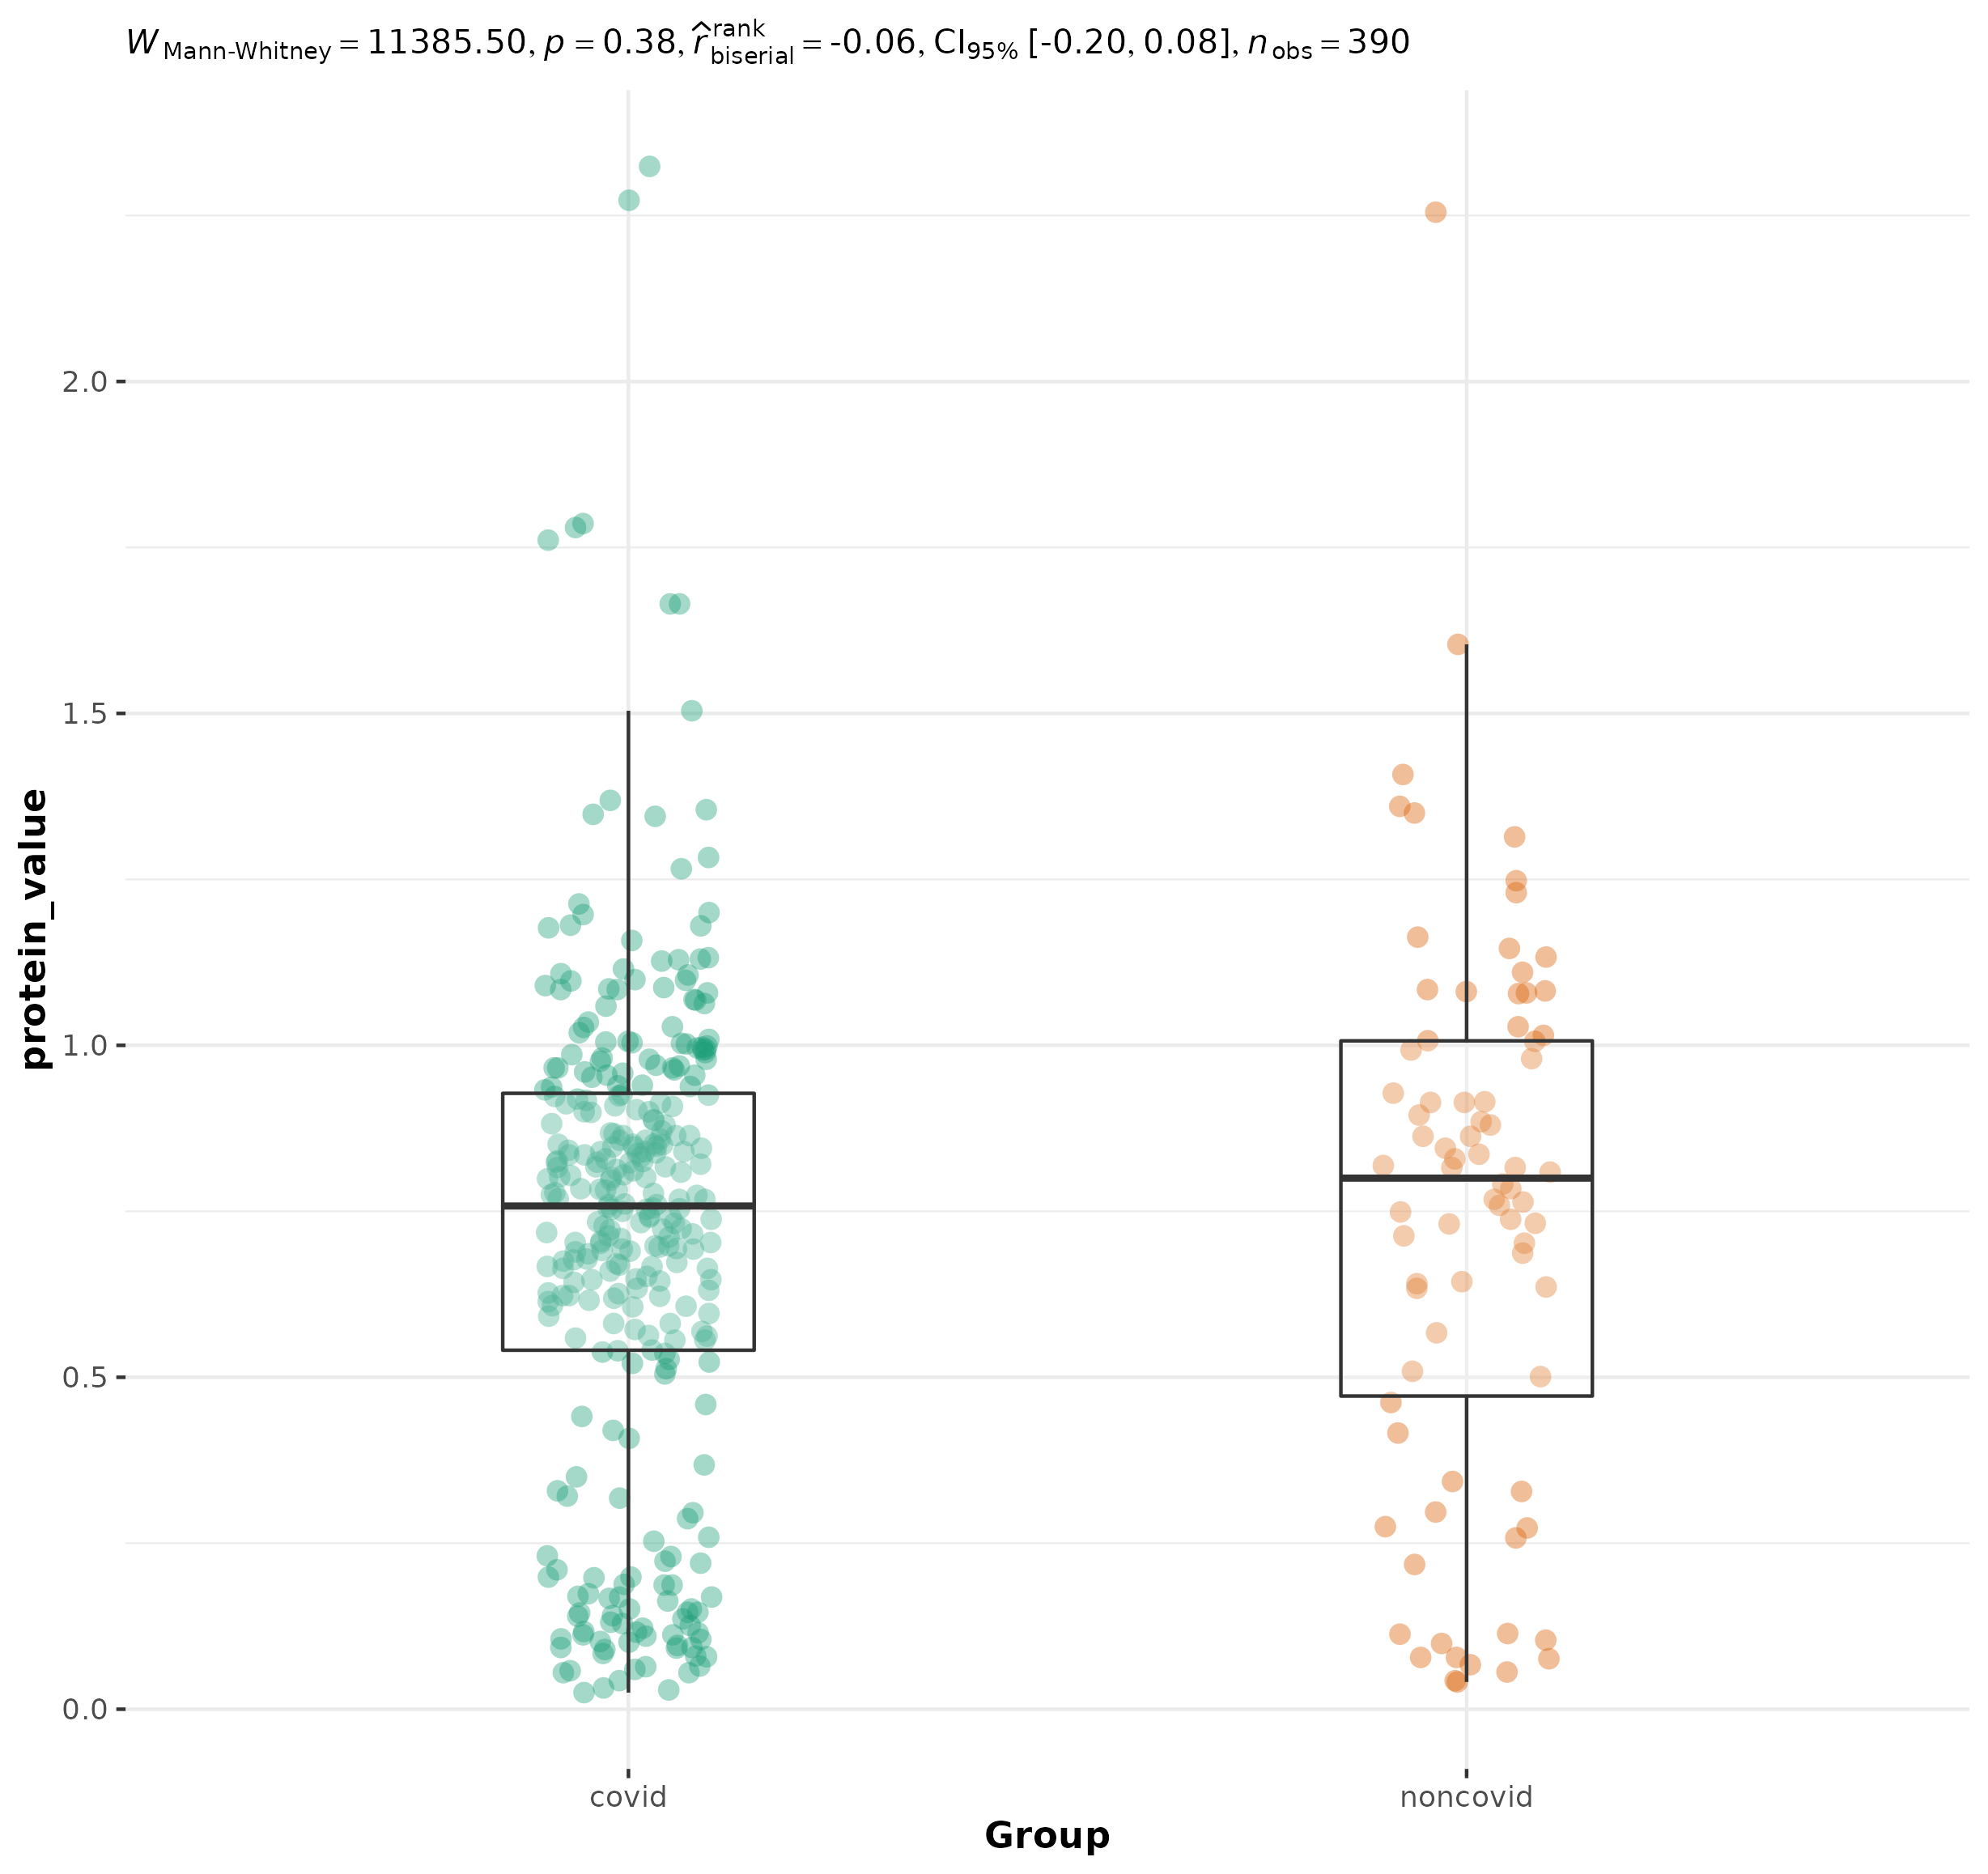 W Mann-Whitney = 11385.50, p = 0.38, r̂ rank biserial = -0.06, CI95% [-0.20, 0.08], n obs = 390
protein_value
2.0
1.5
1.0
0.5
0.0
covid noncovid
Group